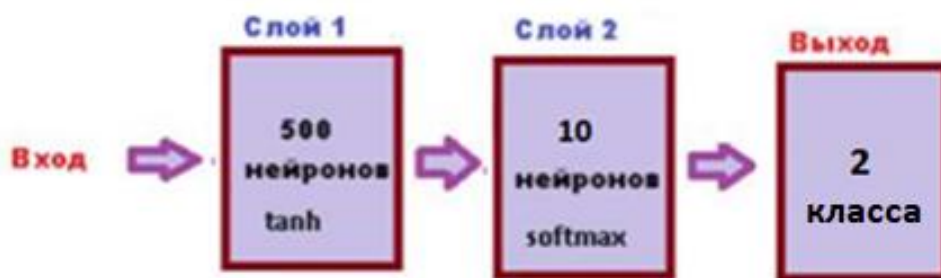 Слой 1
Слой 2
Выход
Вход
500
нейронов
tanh
10
нейронов
softmax
2
класса